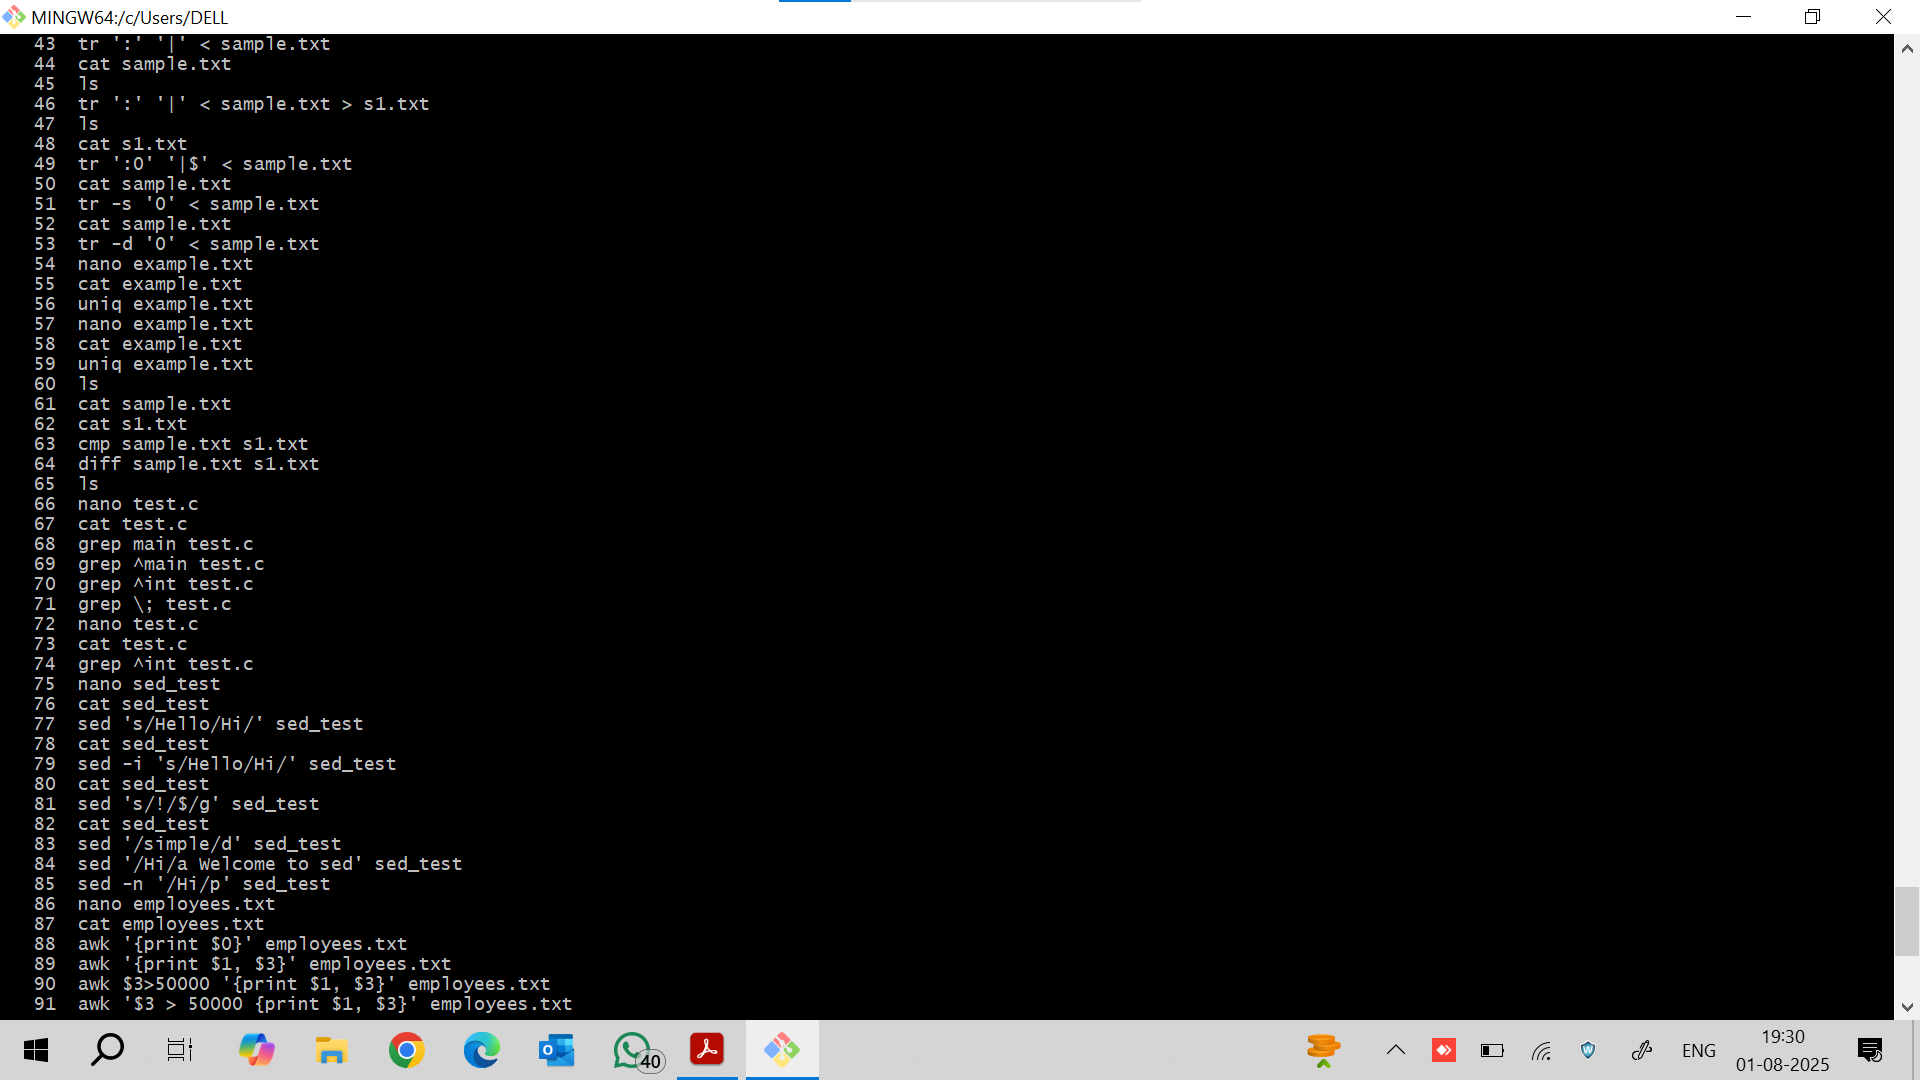 MINGW64:/c/Users/DELL
43 tr ':' '|' < sample.txt
44 cat sample.txt
45 ls
46 tr ':' '|' < sample.txt > s1.txt
47 ls
48 cat s1.txt
49 tr ':0' '|$' < sample.txt
50 cat sample.txt
51 tr -s '0' < sample.txt
52 cat sample.txt
53 tr -d '0' < sample.txt
54 nano example.txt
55 cat example.txt
56 uniq example.txt
57 nano example.txt
58 cat example.txt
59 uniq example.txt
60 ls
61 cat sample.txt
62 cat s1.txt
63 cmp sample.txt s1.txt
64 diff sample.txt s1.txt
65 ls
66 nano test.c
67 cat test.c
68 grep main test.c
69 grep ^main test.c
70 grep ^int test.c
71 grep \; test.c
72 nano test.c
73 cat test.c
74 grep ^int test.c
75 nano sed_test
76 cat sed_test
77 sed 's/Hello/Hi/' sed_test
78 cat sed_test
79 sed -i 's/Hello/Hi/' sed_test
80 cat sed_test
81 sed 's/!/$/g' sed_test
82 cat sed_test
83 sed '/simple/d' sed_test
84 sed '/Hi/a Welcome to sed' sed_test
85 sed -n '/Hi/p' sed_test
86 nano employees.txt
87 cat employees.txt
88 awk '{print $0}' employees.txt
89 awk '{print $1, $3}' employees.txt
90 awk $3>50000 '{print $1, $3}' employees.txt
91 awk '$3 > 50000 {print $1, $3}' employees.txt
40
ENG
19:30
01-08-2025